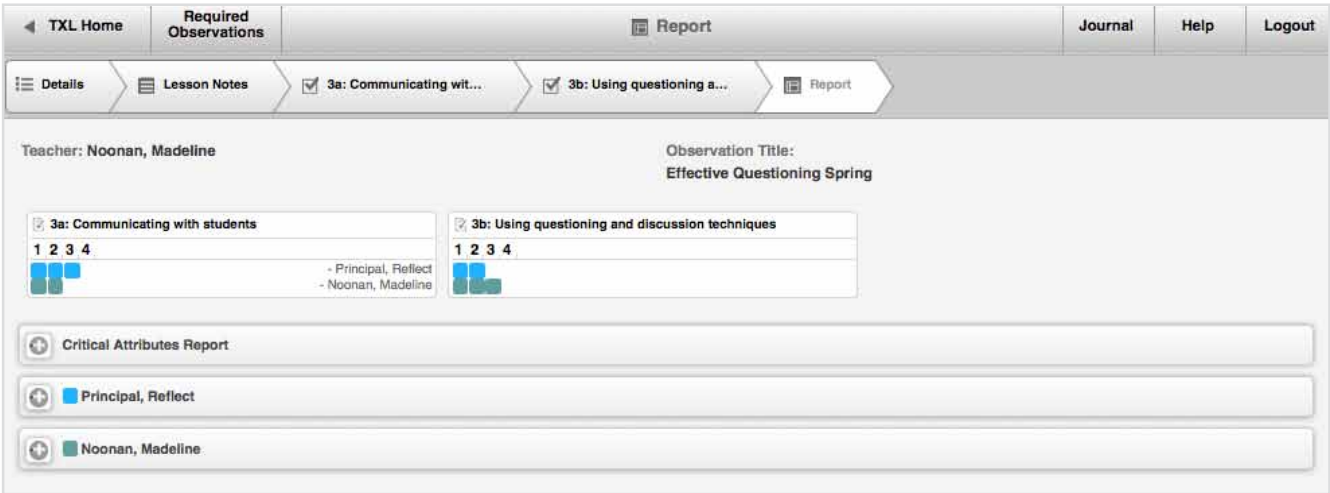 TXL Home
Required
Observations
Report
Journal
Help
Logout
Details
Lesson Notes
3a: Communicating wit...
3b: Using questioning a...
Report
Teacher: Noonan, Madeline
Observation Title:
Effective Questioning Spring
3a: Communicating with students
1 2 3 4
- Principal, Reflect
- Noonan, Madeline
3b: Using questioning and discussion techniques
1 2 3 4
Critical Attributes Report
Principal, Reflect
Noonan, Madeline